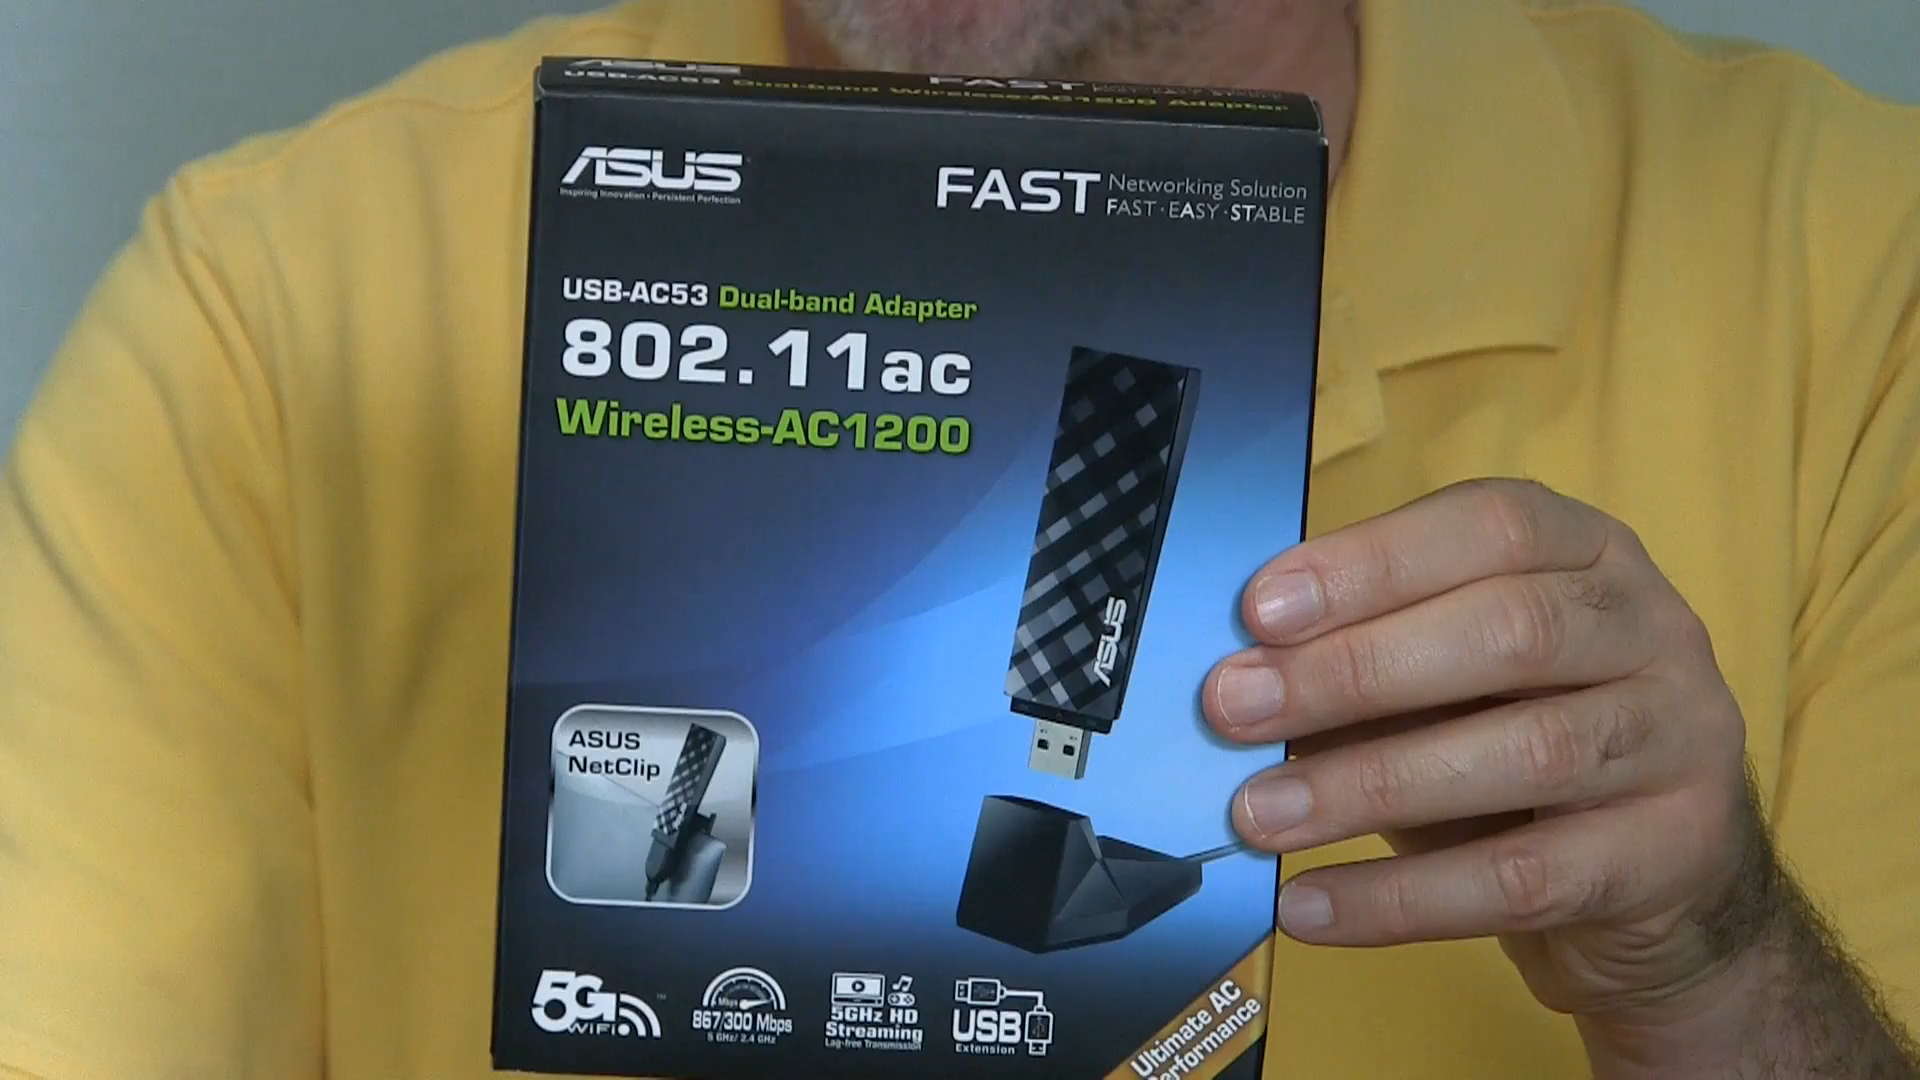 ASUS FAST
USB-AC53 Dual-band Wireless-AC1200 Adapter
ASUS
Inspiring Innovation • Persistent Perfection
FAST Networking Solution
FAST · EASY · STABLE
USB-AC53 Dual-band Adapter
802.11ac
Wireless-AC1200
ASUS
ASUS
NetClip
5G
WiFi
Mbps
867/300 Mbps
5 GHz/ 2.4 GHz
5GHz HD
Streaming
Lag-free Transmission
USB
Extension
Ultimate AC
Performance